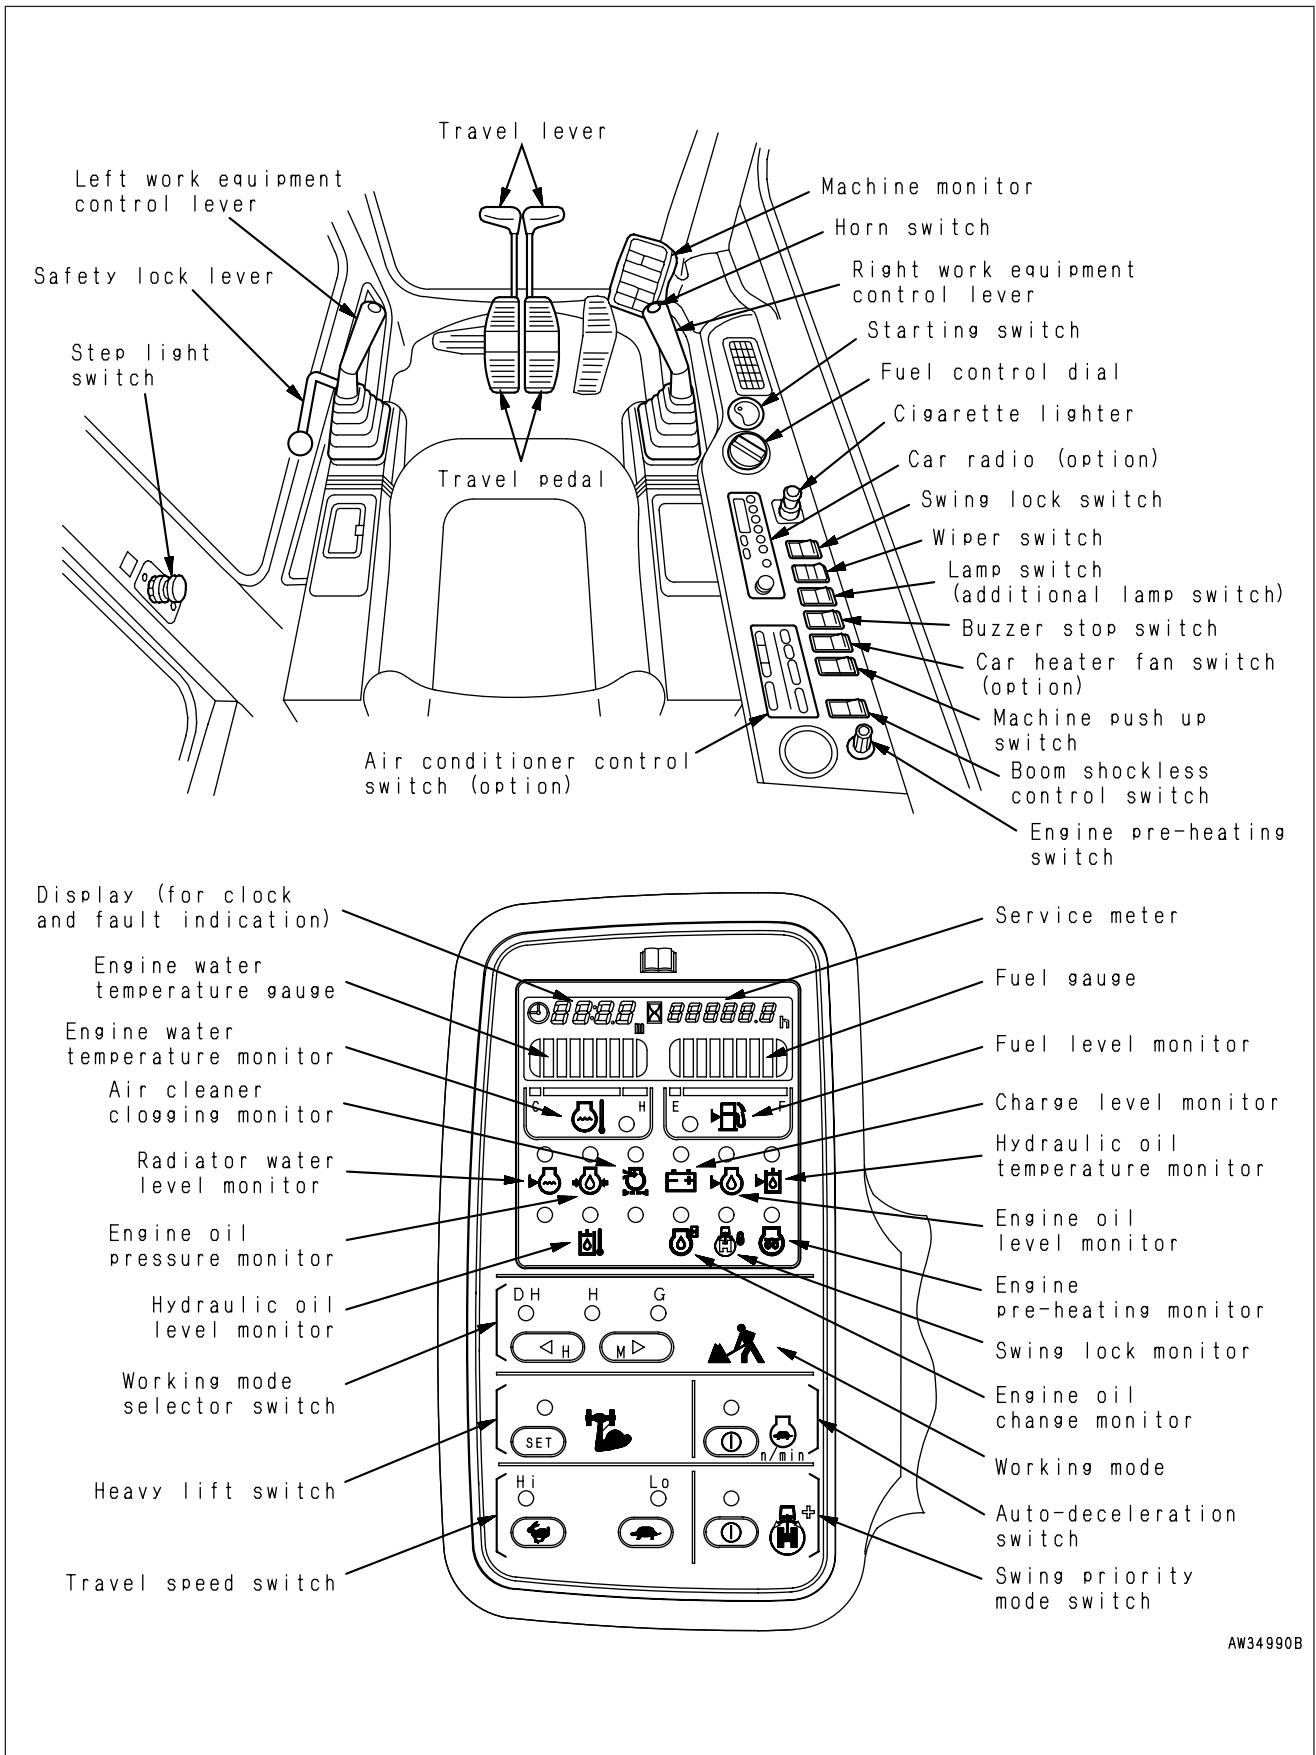 Travel lever
Left work equipment
control lever
Machine monitor
Horn switch
Safety lock lever
Right work equipment
control lever
Starting switch
Step light
switch
Fuel control dial
Cigarette lighter
Car radio (option)
Travel pedal
Swing lock switch
Wiper switch
Lamp switch
(additional lamp switch)
Buzzer stop switch
Car heater fan switch
(option)
Machine push up
switch
Air conditioner control
switch (option)
Boom shockless
control switch
Engine pre-heating
switch
Display (for clock
and fault indication)
Service meter
Engine water
temperature gauge
Fuel gauge
88:8.8 m 88888.8 h
Engine water
temperature monitor
Fuel level monitor
Air cleaner
clogging monitor
C H E F
Charge level monitor
Radiator water
level monitor
Hydraulic oil
temperature monitor
Engine oil
pressure monitor
Engine oil
level monitor
Hydraulic oil
level monitor
Engine
pre-heating monitor
DH H G
H M
Swing lock monitor
Working mode
selector switch
Engine oil
change monitor
SET
n/min
Working mode
Heavy lift switch
Hi Lo
Auto-deceleration
switch
Travel speed switch
Swing priority
mode switch
AW34990B